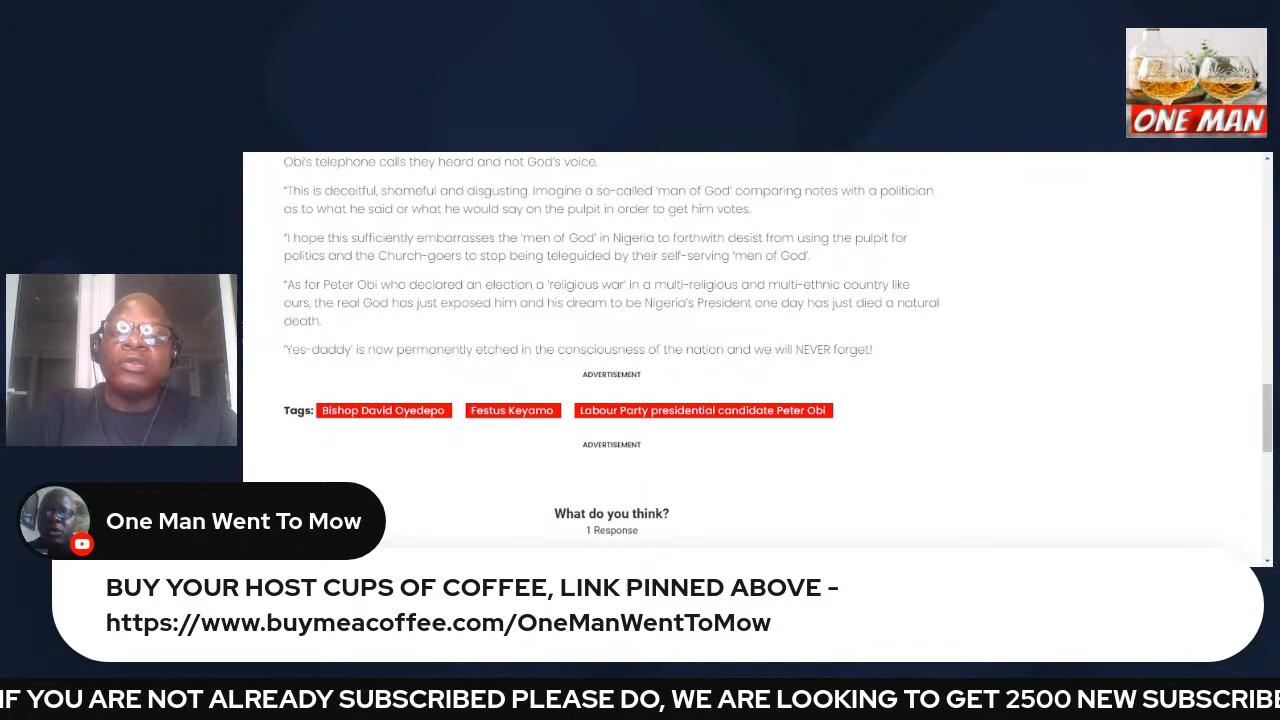 ONE MAN
Obi's telephone calls they heard and not God's voice.
"This is deceitful, shameful and disgusting. Imagine a so-called 'man of God' comparing notes with a politician
as to what he said or what he would say on the pulpit in order to get him votes.
"I hope this sufficiently embarrasses the 'men of God' in Nigeria to forthwith desist from using the pulpit for
politics and the Church-goers to stop being teleguided by their self-serving 'men of God'.
"As for Peter Obi who declared an election a 'religious war' in a multi-religious and multi-ethnic country like
ours, the real God has just exposed him and his dream to be Nigeria's President one day has just died a natural
death.
'Yes-daddy' is now permanently etched in the consciousness of the nation and we will NEVER forget!
ADVERTISEMENT
Tags: Bishop David Oyedepo Festus Keyamo Labour Party presidential candidate Peter Obi
ADVERTISEMENT
What do you think?
1 Response
One Man Went To Mow
BUY YOUR HOST CUPS OF COFFEE, LINK PINNED ABOVE -
https://www.buymeacoffee.com/OneManWentToMow
IF YOU ARE NOT ALREADY SUBSCRIBED PLEASE DO, WE ARE LOOKING TO GET 2500 NEW SUBSCRIBE